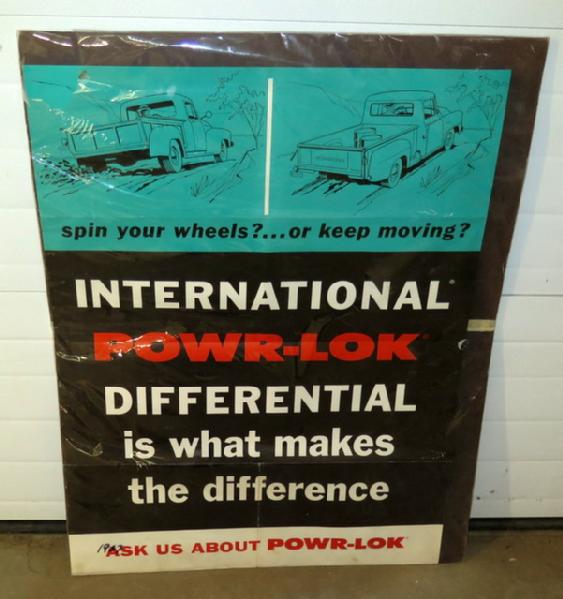 spin your wheels?...or keep moving?
INTERNATIONAL®
POWR-LOK®
DIFFERENTIAL
is what makes
the difference
ASK US ABOUT POWR-LOK®